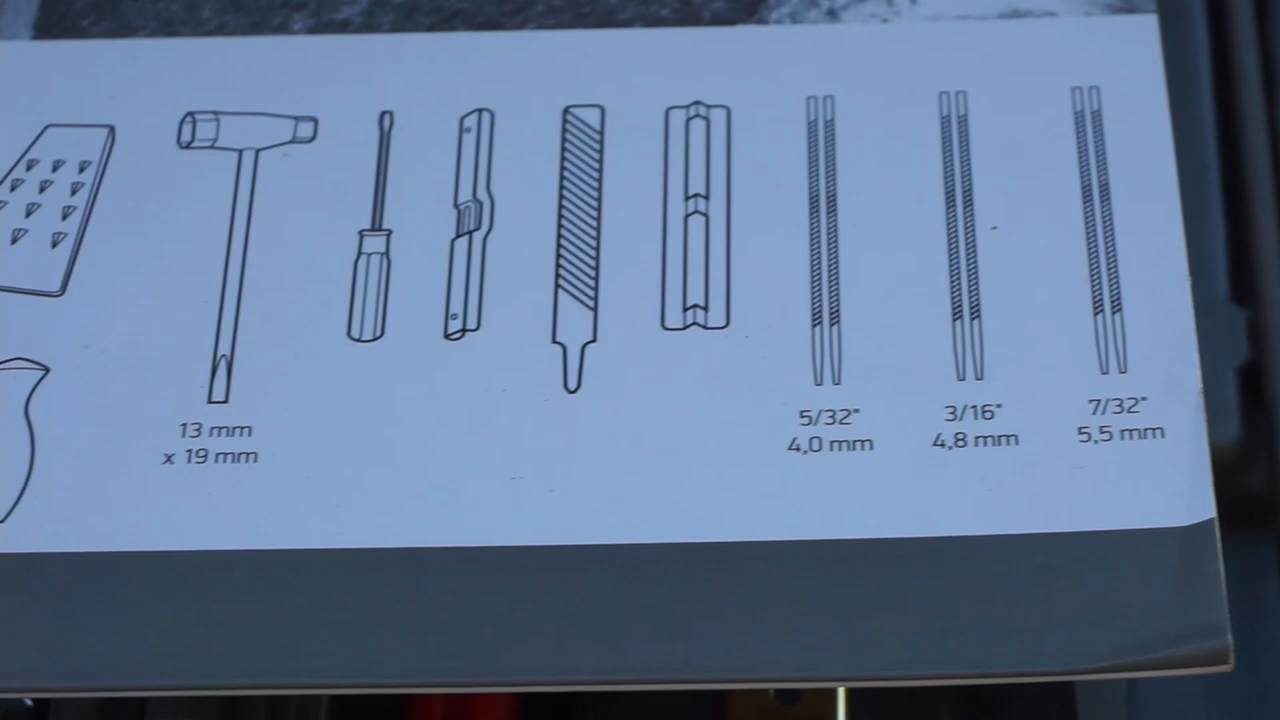 13 mm
x 19 mm
5/32"
4,0 mm
3/16"
4,8 mm
7/32"
5,5 mm